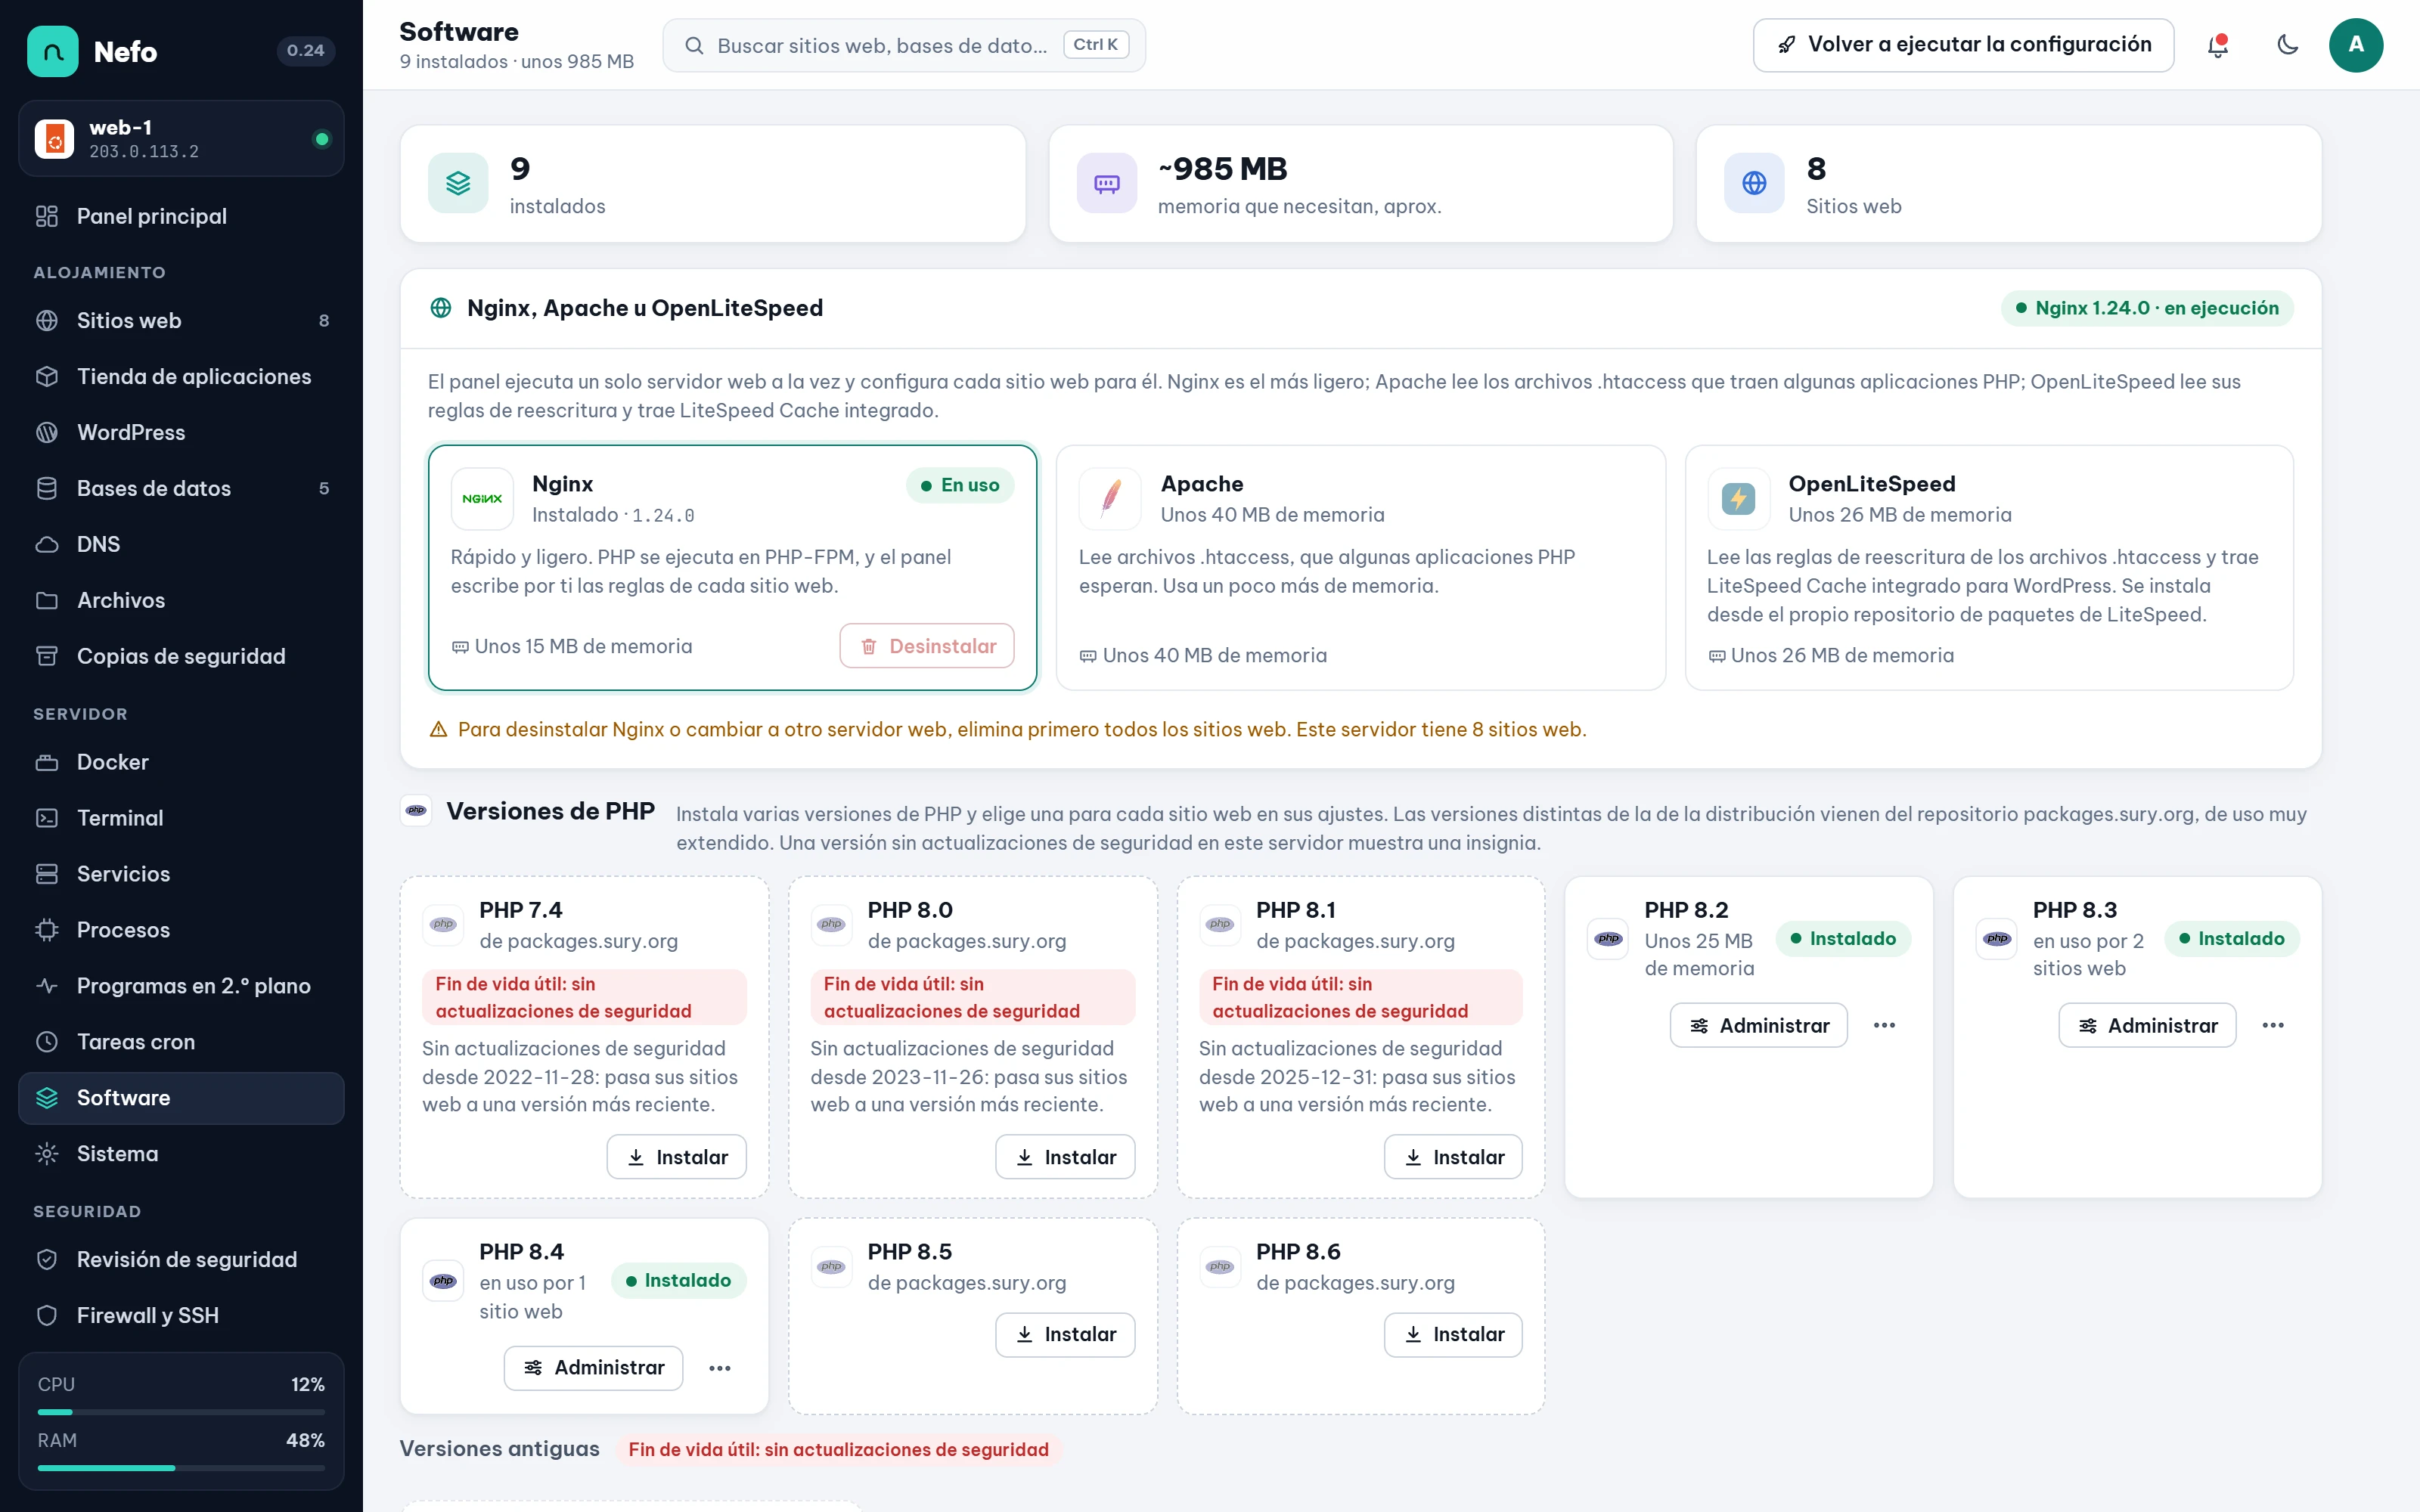 Nefo
0.24
web-1
203.0.113.2
Panel principal
ALOJAMIENTO
Sitios web 8
Tienda de aplicaciones
WordPress
Bases de datos 5
DNS
Archivos
Copias de seguridad
SERVIDOR
Docker
Terminal
Servicios
Procesos
Programas en 2.º plano
Tareas cron
Software
Sistema
SEGURIDAD
Revisión de seguridad
Firewall y SSH
CPU 12%
RAM 48%
Software
9 instalados · unos 985 MB
Buscar sitios web, bases de dato... Ctrl K
Volver a ejecutar la configuración
A
9
instalados
~985 MB
memoria que necesitan, aprox.
8
Sitios web
Nginx, Apache u OpenLiteSpeed
Nginx 1.24.0 · en ejecución
El panel ejecuta un solo servidor web a la vez y configura cada sitio web para él. Nginx es el más ligero; Apache lee los archivos .htaccess que traen algunas aplicaciones PHP; OpenLiteSpeed lee sus
reglas de reescritura y trae LiteSpeed Cache integrado.
NGINX
Nginx
En uso
Instalado · 1.24.0
Rápido y ligero. PHP se ejecuta en PHP-FPM, y el panel
escribe por ti las reglas de cada sitio web.
Unos 15 MB de memoria
Desinstalar
Apache
Unos 40 MB de memoria
Lee archivos .htaccess, que algunas aplicaciones PHP
esperan. Usa un poco más de memoria.
Unos 40 MB de memoria
OpenLiteSpeed
Unos 26 MB de memoria
Lee las reglas de reescritura de los archivos .htaccess y trae
LiteSpeed Cache integrado para WordPress. Se instala
desde el propio repositorio de paquetes de LiteSpeed.
Unos 26 MB de memoria
Para desinstalar Nginx o cambiar a otro servidor web, elimina primero todos los sitios web. Este servidor tiene 8 sitios web.
php
Versiones de PHP
Instala varias versiones de PHP y elige una para cada sitio web en sus ajustes. Las versiones distintas de la de la distribución vienen del repositorio packages.sury.org, de uso muy
extendido. Una versión sin actualizaciones de seguridad en este servidor muestra una insignia.
php
PHP 7.4
de packages.sury.org
Fin de vida útil: sin
actualizaciones de seguridad
Sin actualizaciones de seguridad
desde 2022-11-28: pasa sus sitios
web a una versión más reciente.
Instalar
php
PHP 8.0
de packages.sury.org
Fin de vida útil: sin
actualizaciones de seguridad
Sin actualizaciones de seguridad
desde 2023-11-26: pasa sus sitios
web a una versión más reciente.
Instalar
php
PHP 8.1
de packages.sury.org
Fin de vida útil: sin
actualizaciones de seguridad
Sin actualizaciones de seguridad
desde 2025-12-31: pasa sus sitios
web a una versión más reciente.
Instalar
php
PHP 8.2
Unos 25 MB
de memoria
Instalado
Administrar
php
PHP 8.3
en uso por 2
sitios web
Instalado
Administrar
php
PHP 8.4
en uso por 1
sitio web
Instalado
Administrar
php
PHP 8.5
de packages.sury.org
Instalar
php
PHP 8.6
de packages.sury.org
Instalar
Versiones antiguas
Fin de vida útil: sin actualizaciones de seguridad